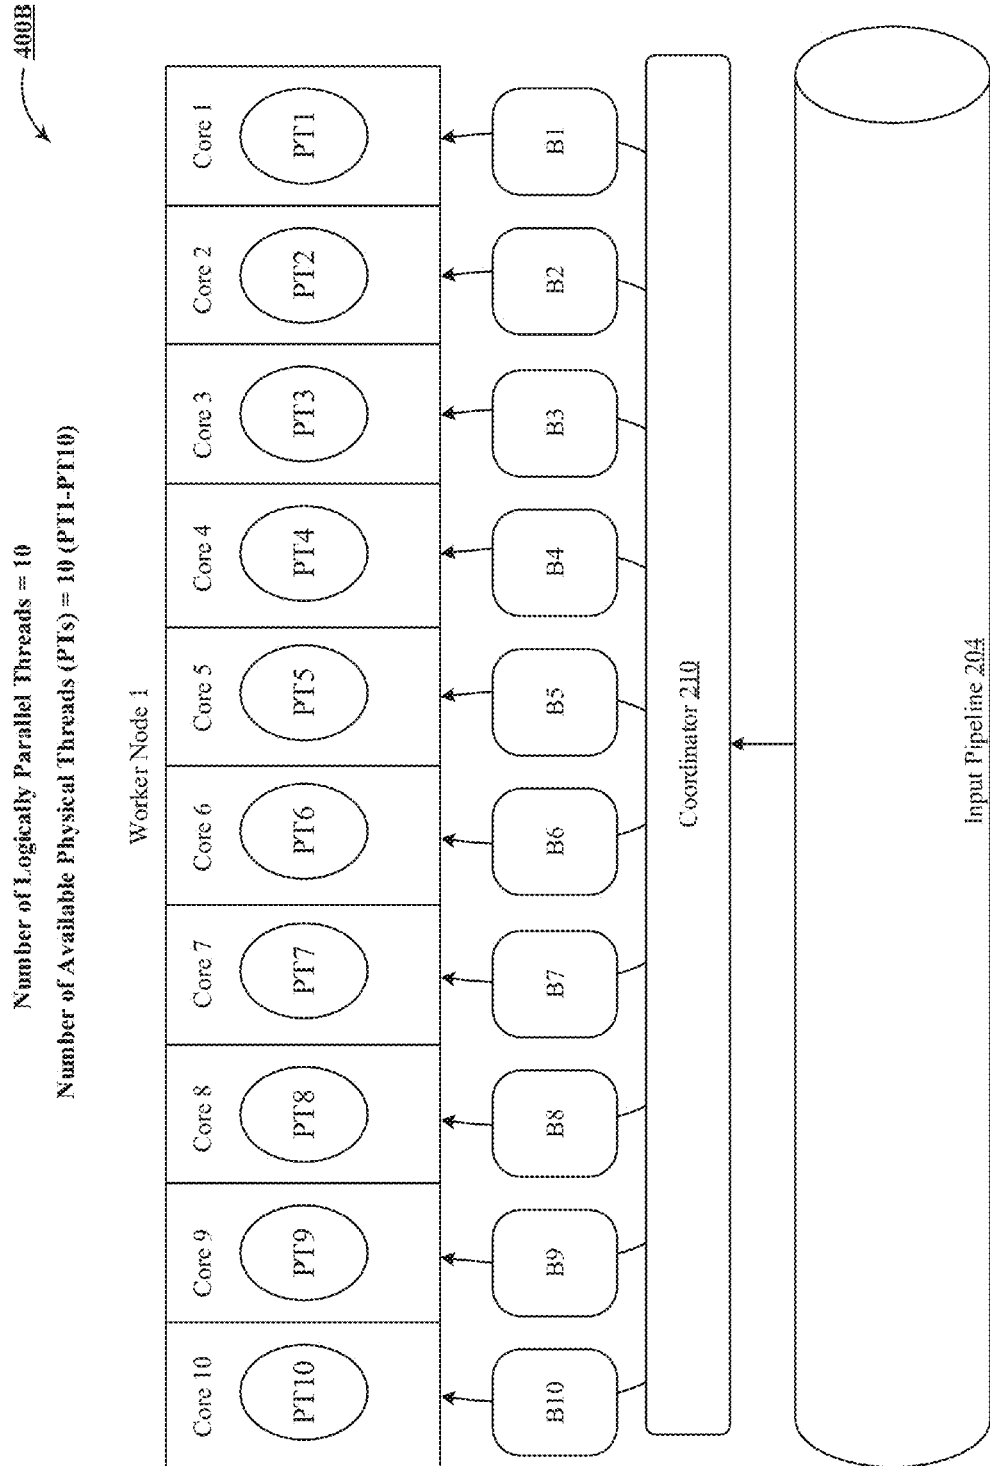 400B
Number of Logically Parallel Threads = 10
Number of Available Physical Threads (PTs) = 10 (PT1-PT10)
Worker Node 1
Core 10
Core 9
Core 8
Core 7
Core 6
Core 5
Core 4
Core 3
Core 2
Core 1
PT10
PT9
PT8
PT7
PT6
PT5
PT4
PT3
PT2
PT1
B10
B9
B8
B7
B6
B5
B4
B3
B2
B1
Coordinator 210
Input Pipeline 204